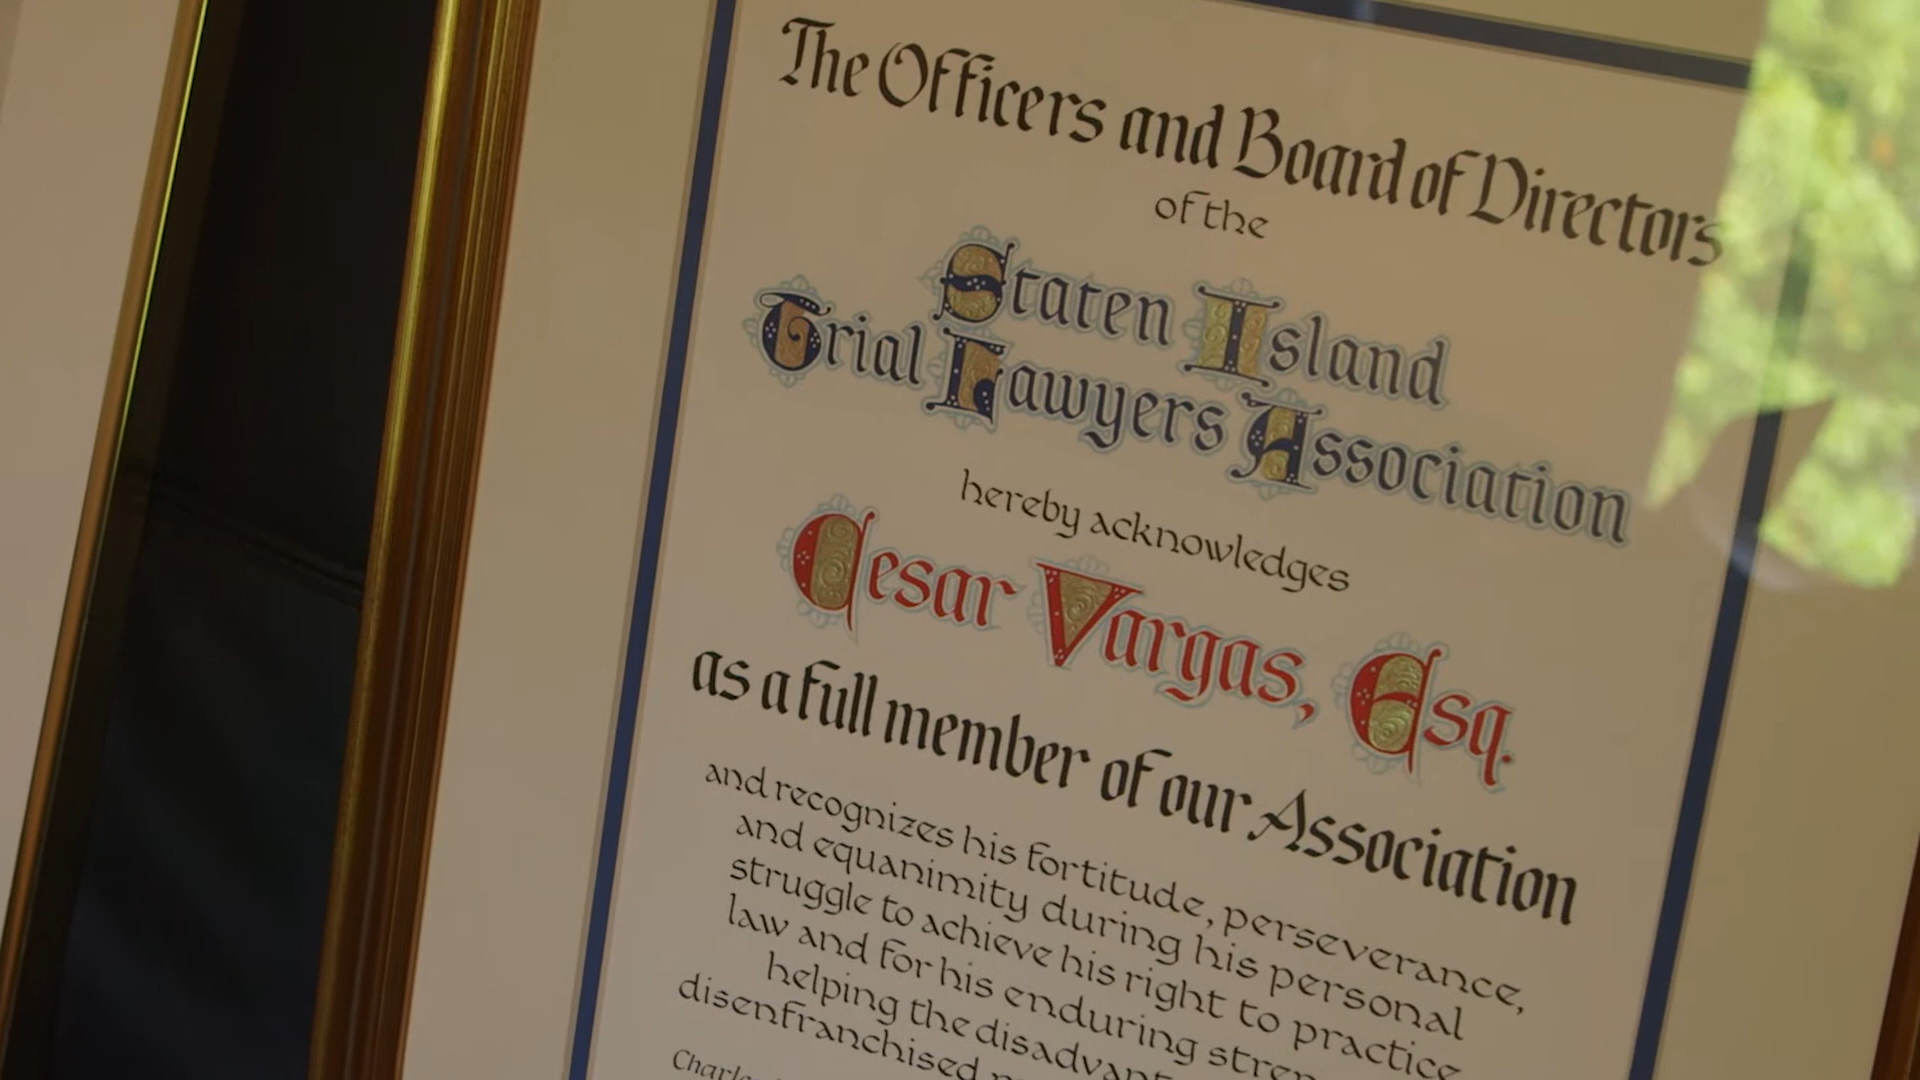 The Officers and Board of Directors
of the
Staten Island
Trial Lawyers Association
hereby acknowledges
Cesar Vargas, Esq.
as a full member of our Association
and recognizes his fortitude, perseverance,
and equanimity during his personal
struggle to achieve his right to practice
law and for his enduring
helping the
disenfranchised